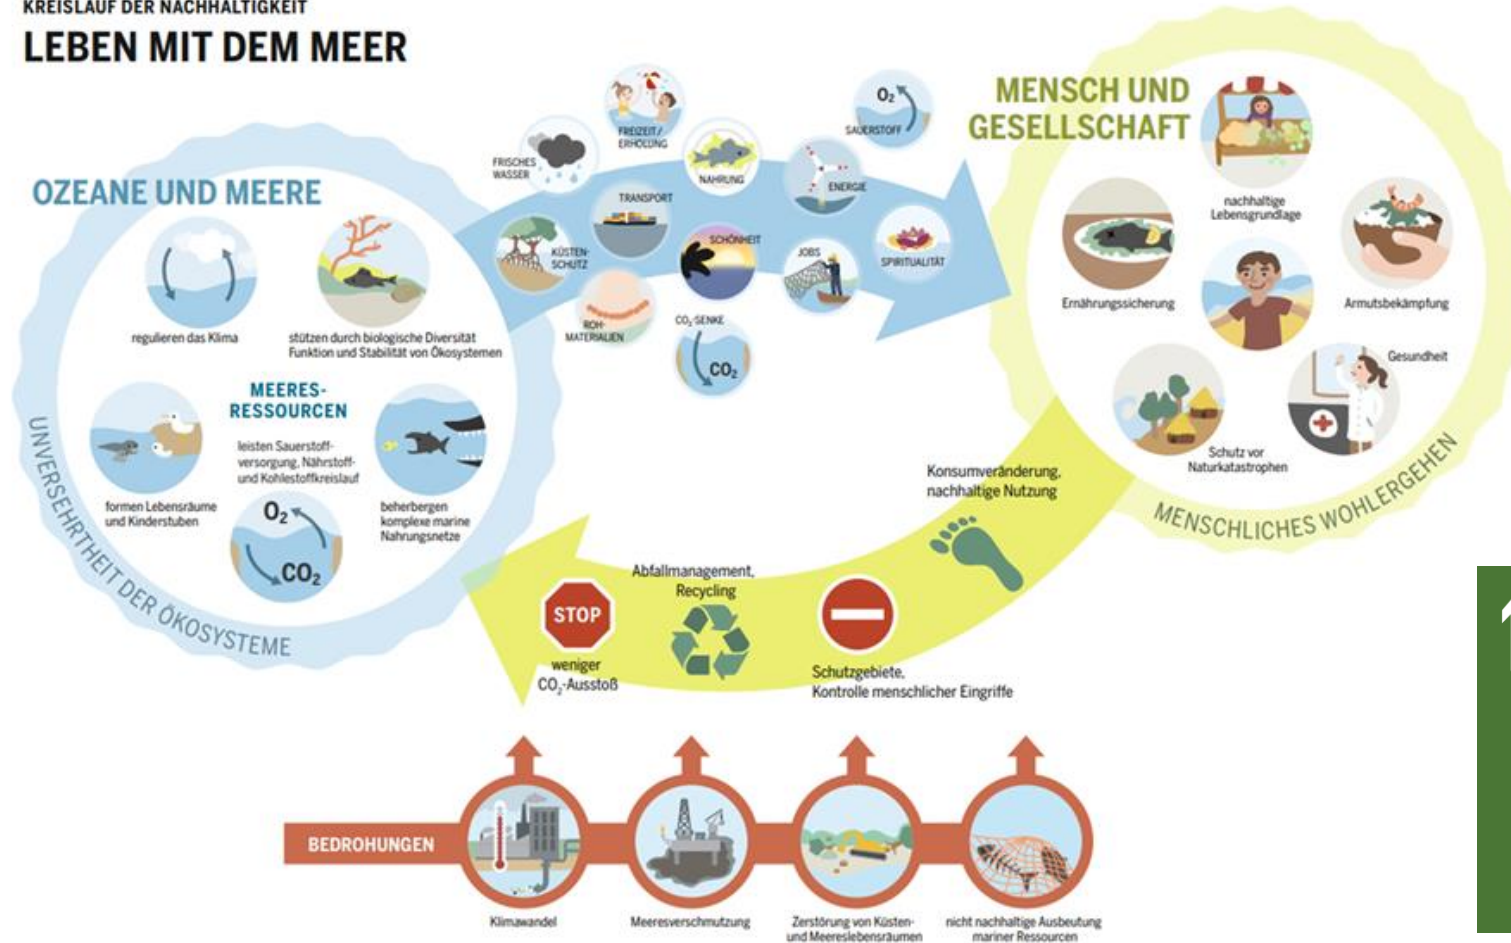 KREISLAUF DER NACHHALTIGKEIT
LEBEN MIT DEM MEER
OZEANE UND MEERE
regulieren das Klima
stützen durch biologische Diversität
Funktion und Stabilität von Ökosystemen
MEERES-
RESSOURCEN
leisten Sauerstoff-
versorgung, Nährstoff-
und Kohlestoffkreislauf
formen Lebensräume
und Kinderstuben
beherbergen
komplexe marine
Nahrungsnetze
O₂
CO₂
UNVERSEHRTHEIT DER ÖKOSYSTEME
FRISCHES
WASSER
FREIZEIT/
ERHOLUNG
NAHRUNG
ENERGIE
O₂
SAUERSTOFF
KÜSTEN-
SCHUTZ
TRANSPORT
SCHÖNHEIT
JOBS
SPIRITUALITÄT
ROH-
MATERIALIEN
CO₂-SENKE
CO₂
MENSCH UND
GESELLSCHAFT
nachhaltige
Lebensgrundlage
Ernährungssicherung
Armutsbekämpfung
Gesundheit
Schutz vor
Naturkatastrophen
MENSCHLICHES WOHLERGEHEN
Konsumveränderung,
nachhaltige Nutzung
Schutzgebiete,
Kontrolle menschlicher Eingriffe
Abfallmanagement,
Recycling
STOP
weniger
CO₂-Ausstoß
BEDROHUNGEN
Klimawandel
Meeresverschmutzung
Zerstörung von Küsten-
und Meereslebensräumen
nicht nachhaltige Ausbeutung
mariner Ressourcen